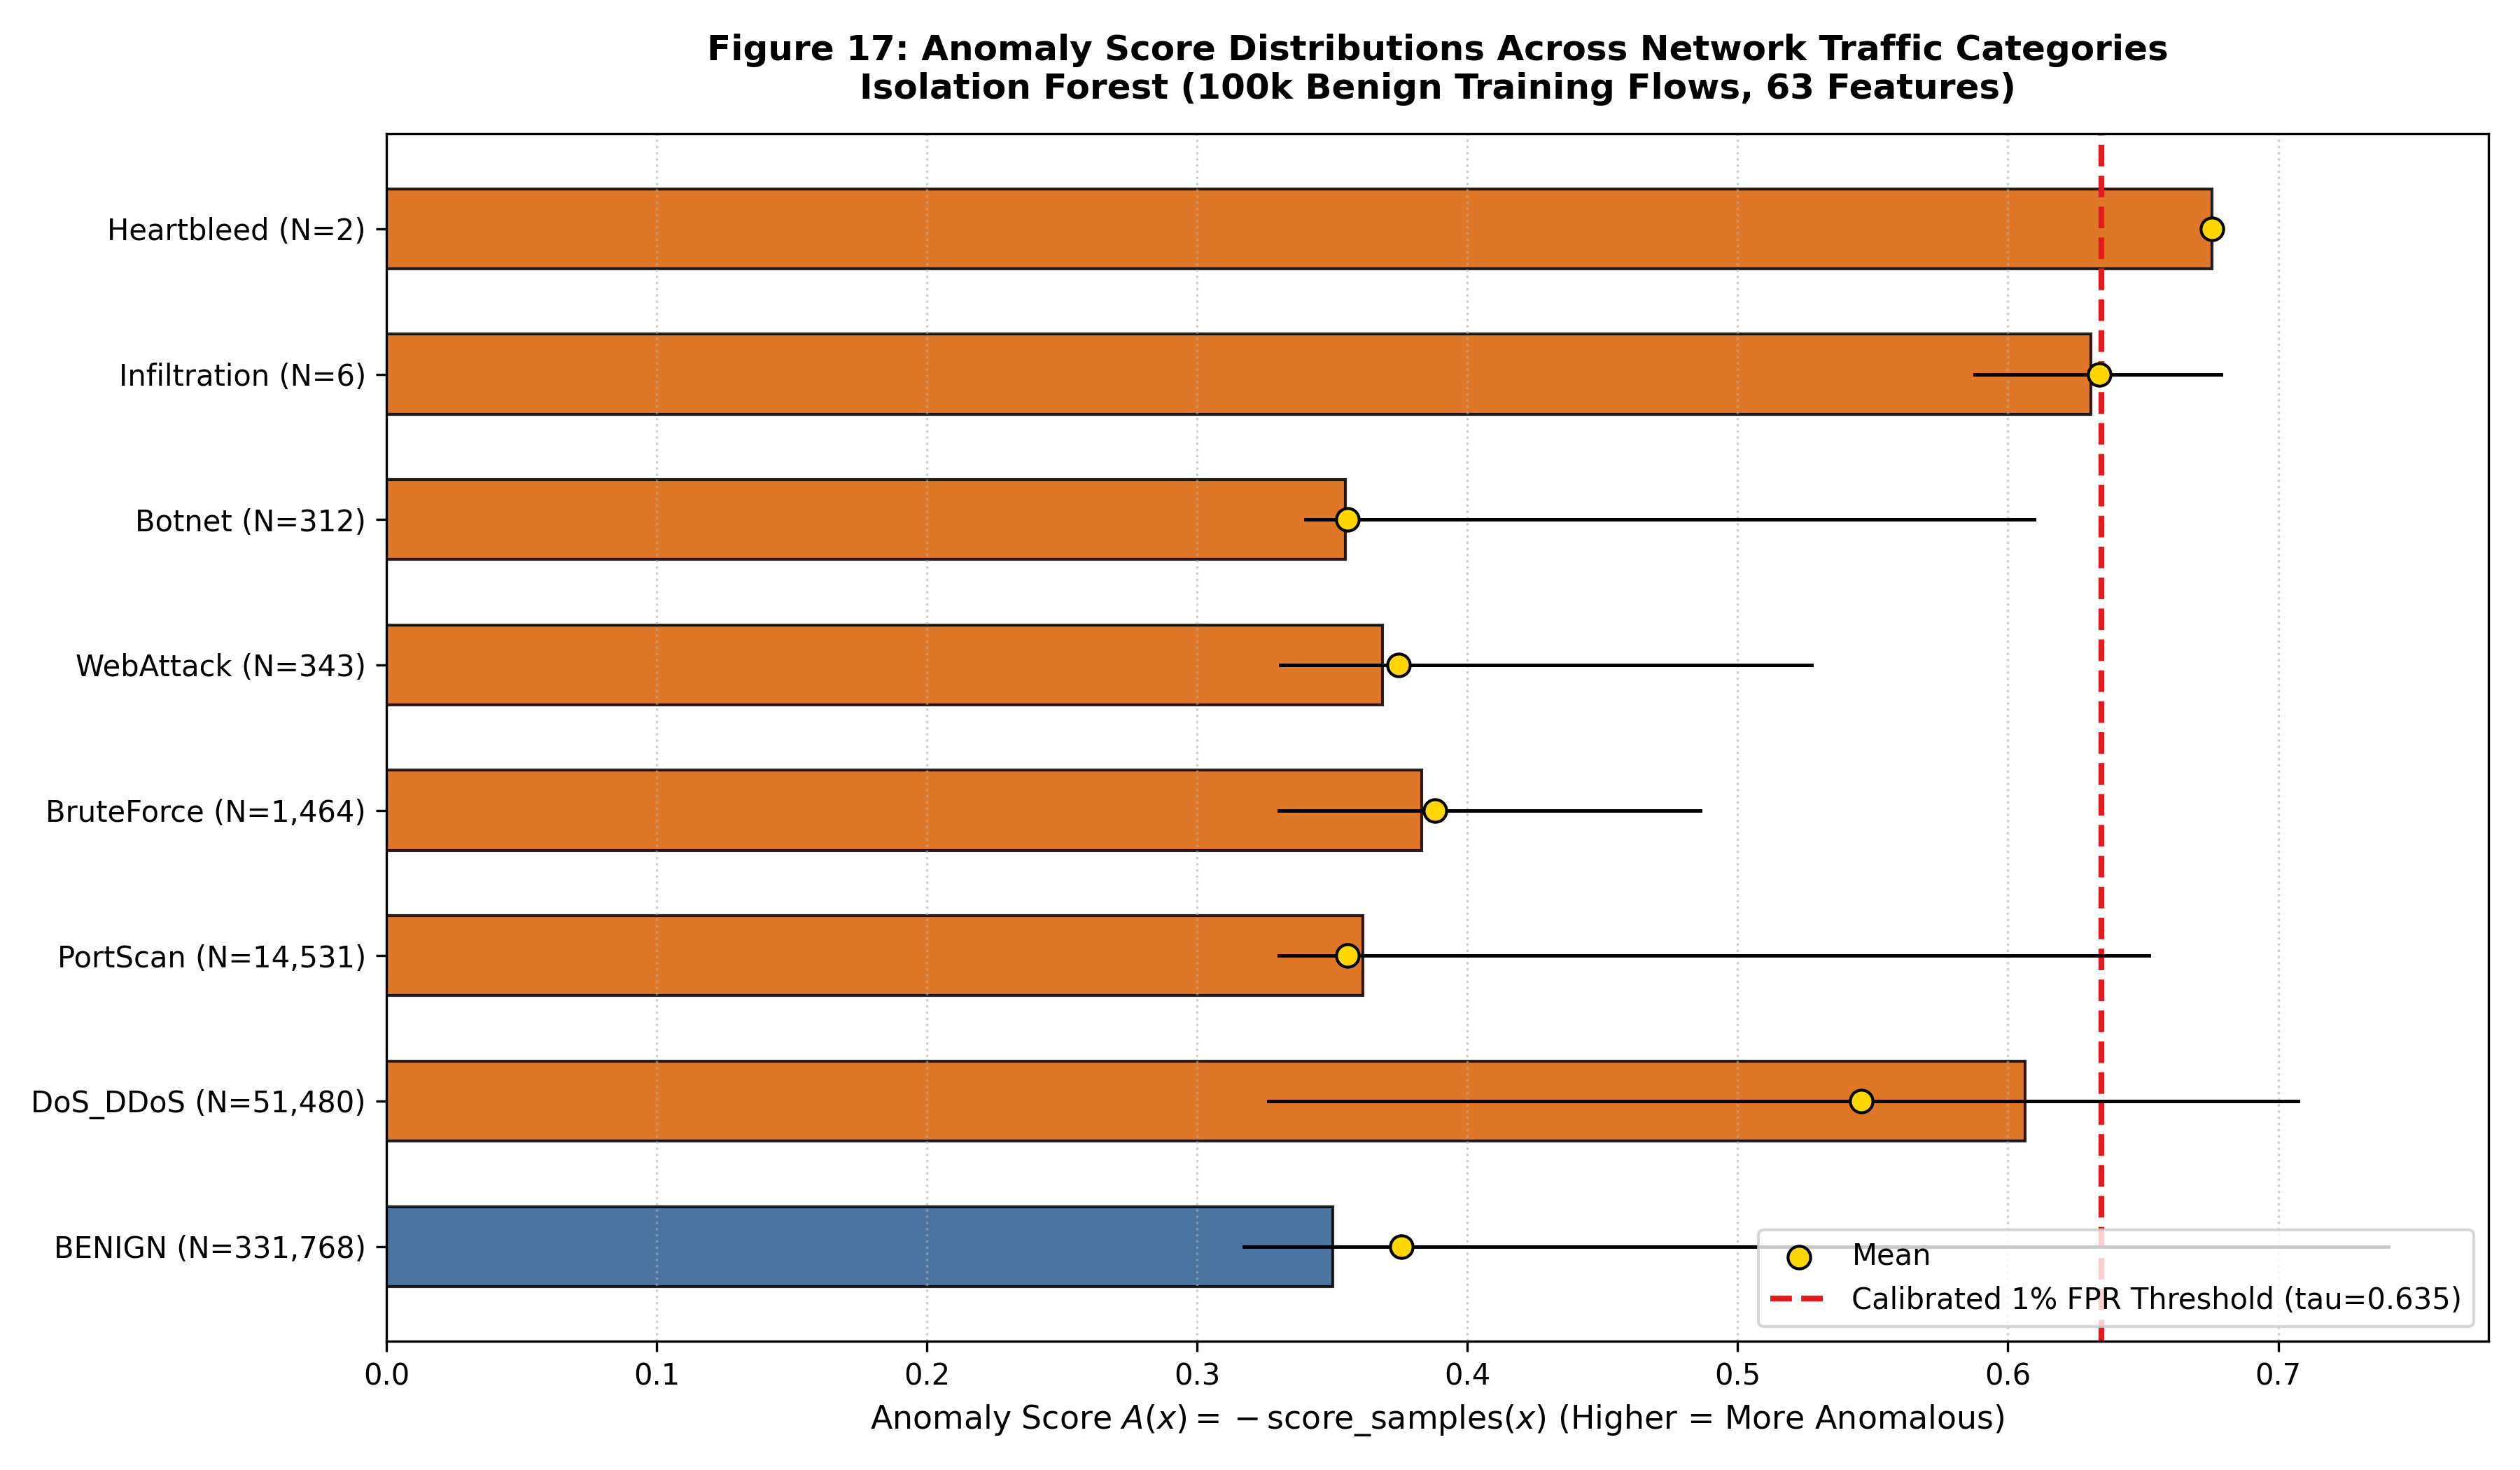 Figure 17: Anomaly Score Distributions Across Network Traffic Categories
Isolation Forest (100k Benign Training Flows, 63 Features)
Heartbleed (N=2)
Infiltration (N=6)
Botnet (N=312)
WebAttack (N=343)
BruteForce (N=1,464)
PortScan (N=14,531)
DoS_DDoS (N=51,480)
BENIGN (N=331,768)
Mean
Calibrated 1% FPR Threshold (tau=0.635)
0.0 0.1 0.2 0.3 0.4 0.5 0.6 0.7
Anomaly Score A(x) = −score_samples(x) (Higher = More Anomalous)